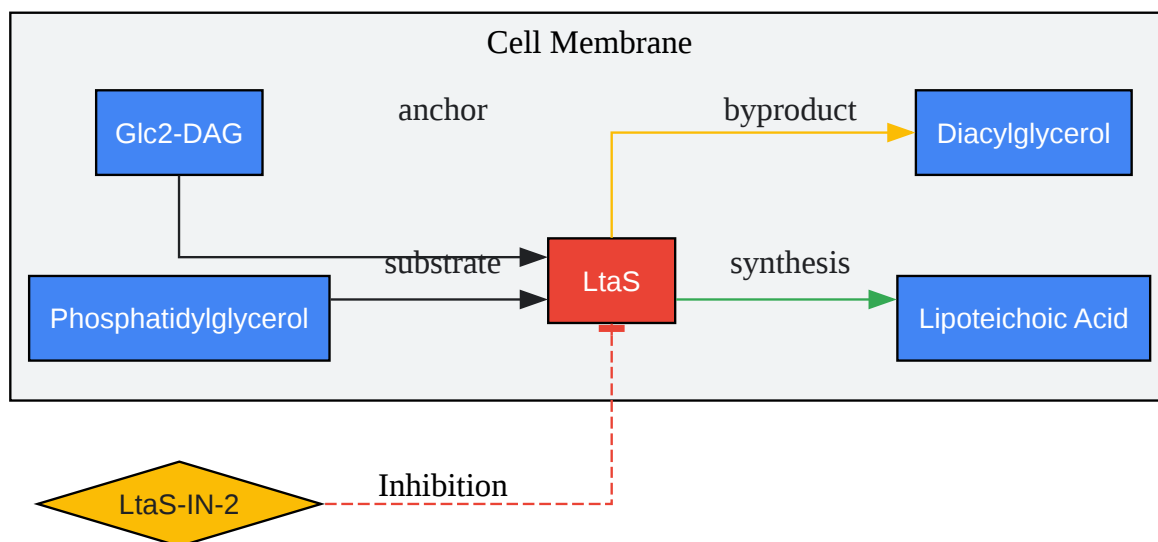 Cell Membrane
anchor
byproduct
Glc2-DAG
Diacylglycerol
substrate
synthesis
LtaS
Phosphatidylglycerol
Lipoteichoic Acid
Inhibition
LtaS-IN-2